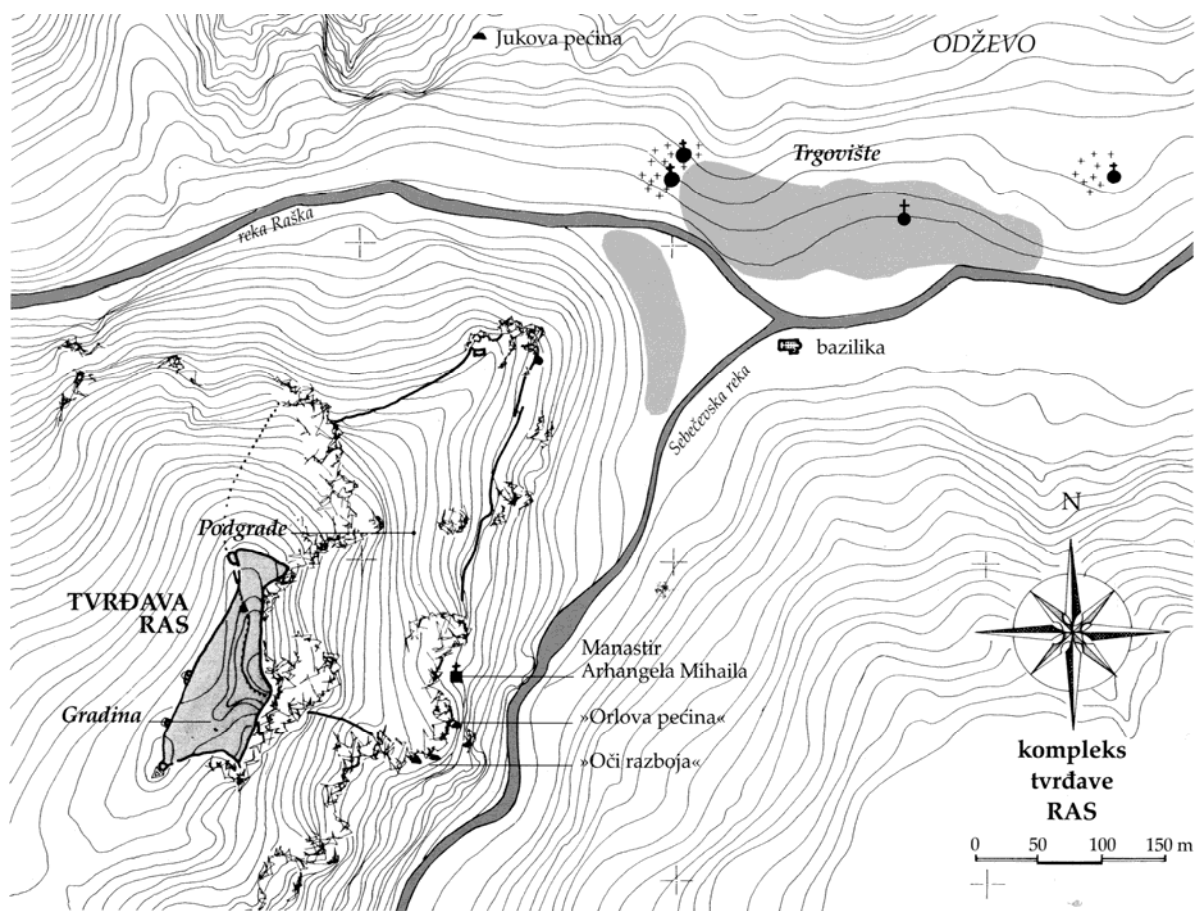 Jukova pećina
ODŽEVO
Trgovište
reka Raška
bazilika
Sebečevska reka
N
Podgrađe
TVRĐAVA
RAS
Manastir
Arhangela Mihaila
Gradina
»Orlova pećina«
»Oči razboja«
kompleks
tvrđave
RAS
0 50 100 150 m